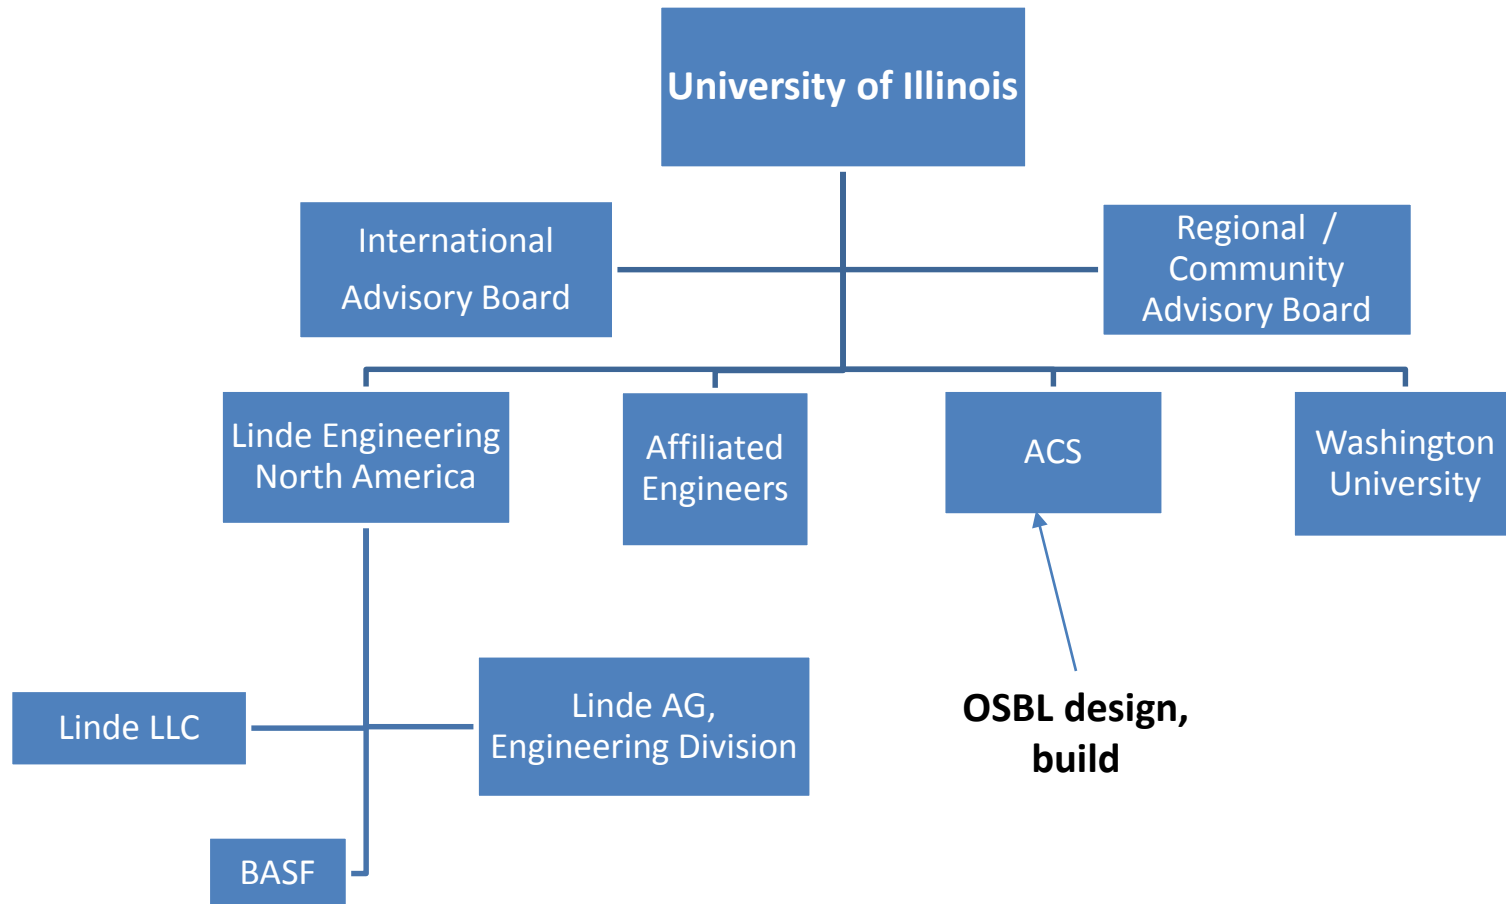 University of Illinois
International
Advisory Board
Regional /
Community
Advisory Board
Linde Engineering
North America
Affiliated
Engineers
ACS
Washington
University
Linde LLC
Linde AG,
Engineering Division
OSBL design,
build
BASF